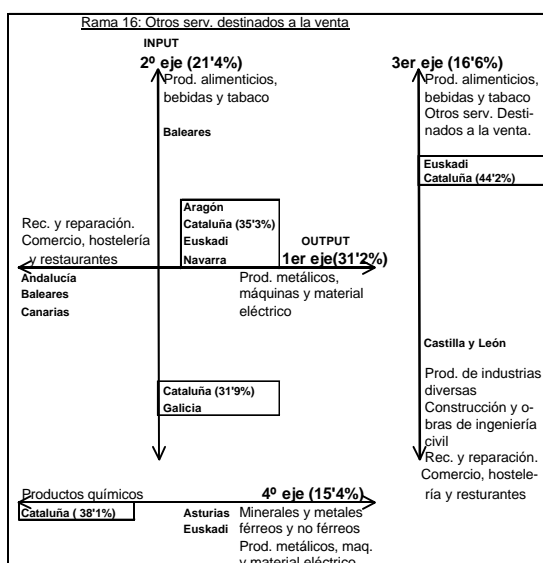 Rama 16: Otros serv. destinados a la venta
INPUT
2º eje (21'4%)
Prod. alimenticios,
bebidas y tabaco
Baleares
3er eje (16'6%)
Prod. alimenticios,
bebidas y tabaco
Otros serv. Desti-
nados a la venta.
Euskadi
Cataluña (44'2%)
Aragón
Cataluña (35'3%)
Euskadi
Navarra
Rec. y reparación.
Comercio, hostelería
y restaurantes
OUTPUT
1er eje(31'2%)
Andalucía
Baleares
Canarias
Prod. metálicos,
máquinas y material
eléctrico
Castilla y León
Prod. de industrias
diversas
Construcción y o-
bras de ingeniería
civil
Rec. y reparación.
Comercio, hostele-
ría y resturantes
Cataluña (31'9%)
Galicia
Productos químicos
4º eje (15'4%)
Cataluña ( 38'1%)
Asturias
Euskadi
Minerales y metales
férreos y no férreos
Prod. metálicos, maq.
y material eléctrico